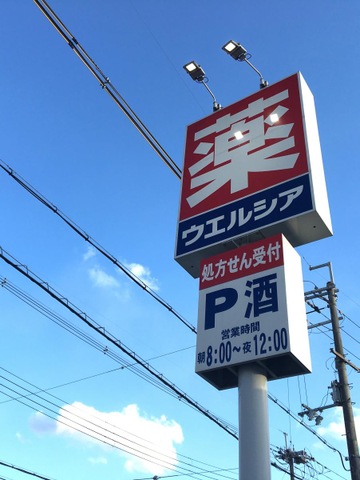 薬
ウエルシア
処方せん受付
P 酒
営業時間
朝8:00〜夜12:00